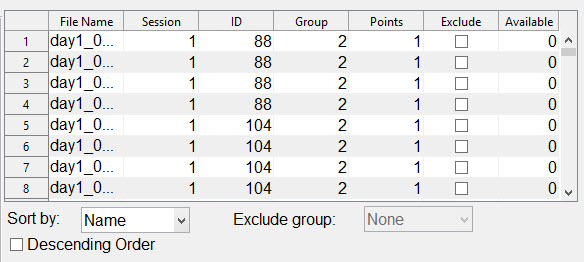 File Name Session ID Group Points Exclude Available
1 day1_0... 1 88 2 1 0
2 day1_0... 1 88 2 1 0
3 day1_0... 1 88 2 1 0
4 day1_0... 1 88 2 1 0
5 day1_0... 1 104 2 1 0
6 day1_0... 1 104 2 1 0
7 day1_0... 1 104 2 1 0
8 day1_0... 1 104 2 1 0
Sort by: Name Exclude group: None
Descending Order